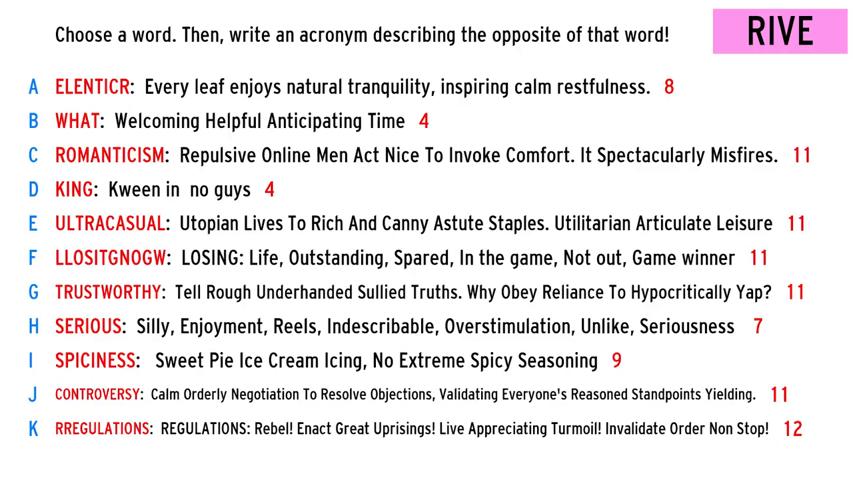 Choose a word. Then, write an acronym describing the opposite of that word! RIVE
A ELENTICR: Every leaf enjoys natural tranquility, inspiring calm restfulness. 8
B WHAT: Welcoming Helpful Anticipating Time 4
C ROMANTICISM: Repulsive Online Men Act Nice To Invoke Comfort. It Spectacularly Misfires. 11
D KING: Kween in no guys 4
E ULTRACASUAL: Utopian Lives To Rich And Canny Astute Staples. Utilitarian Articulate Leisure 11
F LLOSITGNOGW: LOSING: Life, Outstanding, Spared, In the game, Not out, Game winner 11
G TRUSTWORTHY: Tell Rough Underhanded Sullied Truths. Why Obey Reliance To Hypocritically Yap? 11
H SERIOUS: Silly, Enjoyment, Reels, Indescribable, Overstimulation, Unlike, Seriousness 7
I SPICINESS: Sweet Pie Ice Cream Icing, No Extreme Spicy Seasoning 9
J CONTROVERSY: Calm Orderly Negotiation To Resolve Objections, Validating Everyone's Reasoned Standpoints Yielding. 11
K RREGULATIONS: REGULATIONS: Rebel! Enact Great Uprisings! Live Appreciating Turmoil! Invalidate Order Non Stop! 12